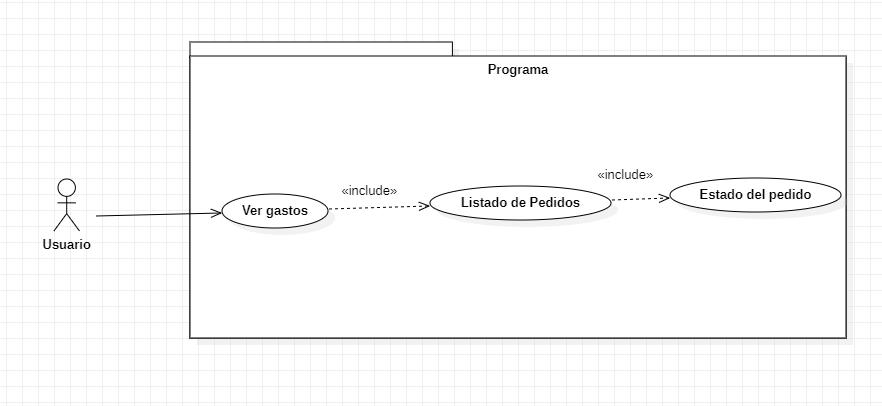 Programa
«include»
«include»
Estado del pedido
Listado de Pedidos
Ver gastos
Usuario